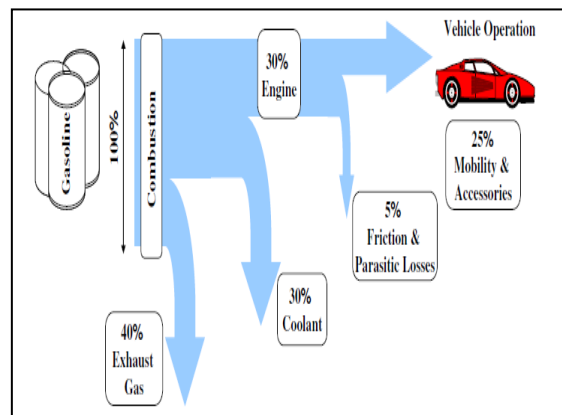 Gasoline
100%
Combustion
30%
Engine
Vehicle Operation
25%
Mobility &
Accessories
5%
Friction &
Parasitic Losses
30%
Coolant
40%
Exhaust
Gas